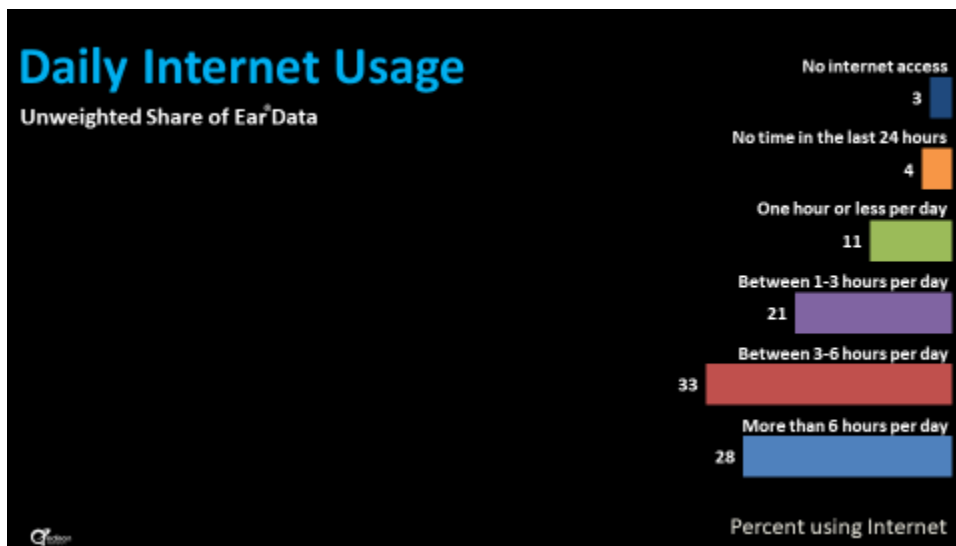 Daily Internet Usage
Unweighted Share of Ear® Data
No internet access
3
No time in the last 24 hours
4
One hour or less per day
11
Between 1-3 hours per day
21
Between 3-6 hours per day
33
More than 6 hours per day
28
Percent using Internet
edison